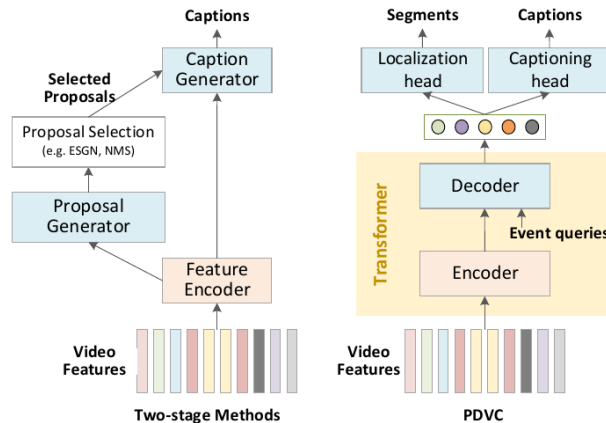 Captions
Caption
Generator
Selected
Proposals
Proposal Selection
(e.g. ESGN, NMS)
Proposal
Generator
Feature
Encoder
Video
Features
Two-stage Methods
Segments
Captions
Localization
head
Captioning
head
Transformer
Decoder
Event queries
Encoder
Video
Features
PDVC